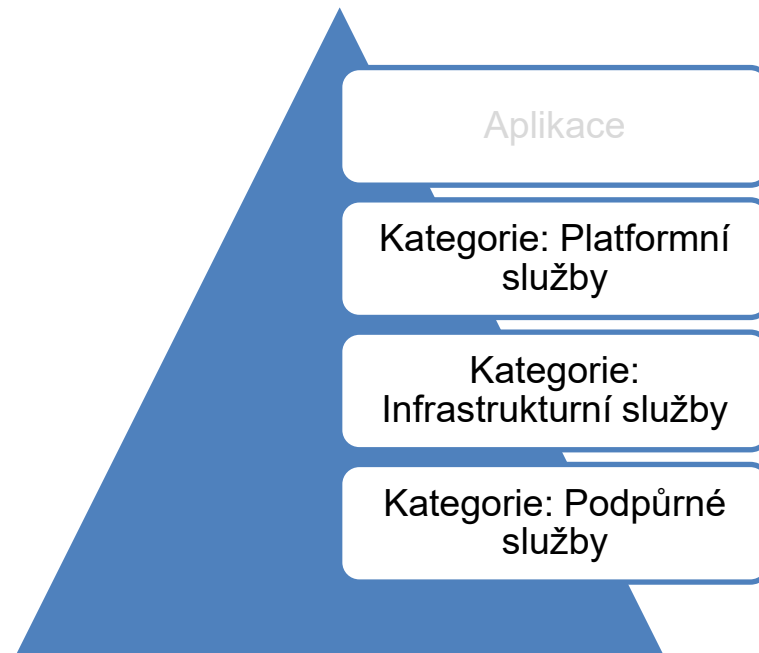 Aplikace
Kategorie: Platformní
služby
Kategorie:
Infrastrukturní služby
Kategorie: Podpůrné
služby